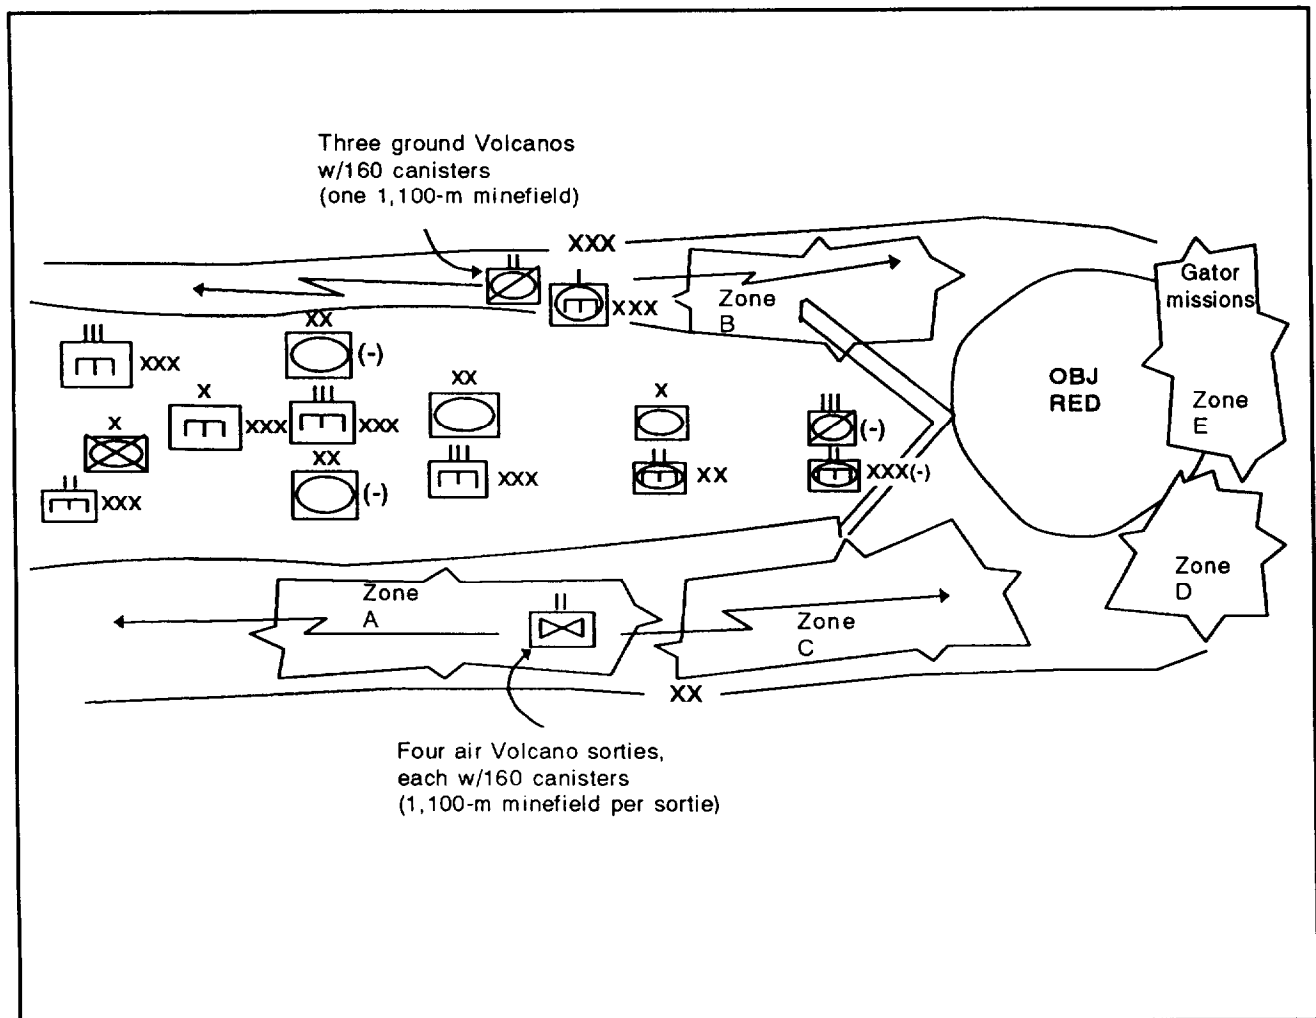 Three ground Volcanos
w/160 canisters
(one 1,100-m minefield)
XXX
Gator
missions
XXX
Zone
B
XX
(-)
XXX
XX
OBJ
RED
X
X
XXX
XXX
(-)
Zone
E
X
XX
XXX
XX
XXX(-)
XXX
(-)
Zone
A
Zone
D
Zone
C
XX
Four air Volcano sorties,
each w/160 canisters
(1,100-m minefield per sortie)